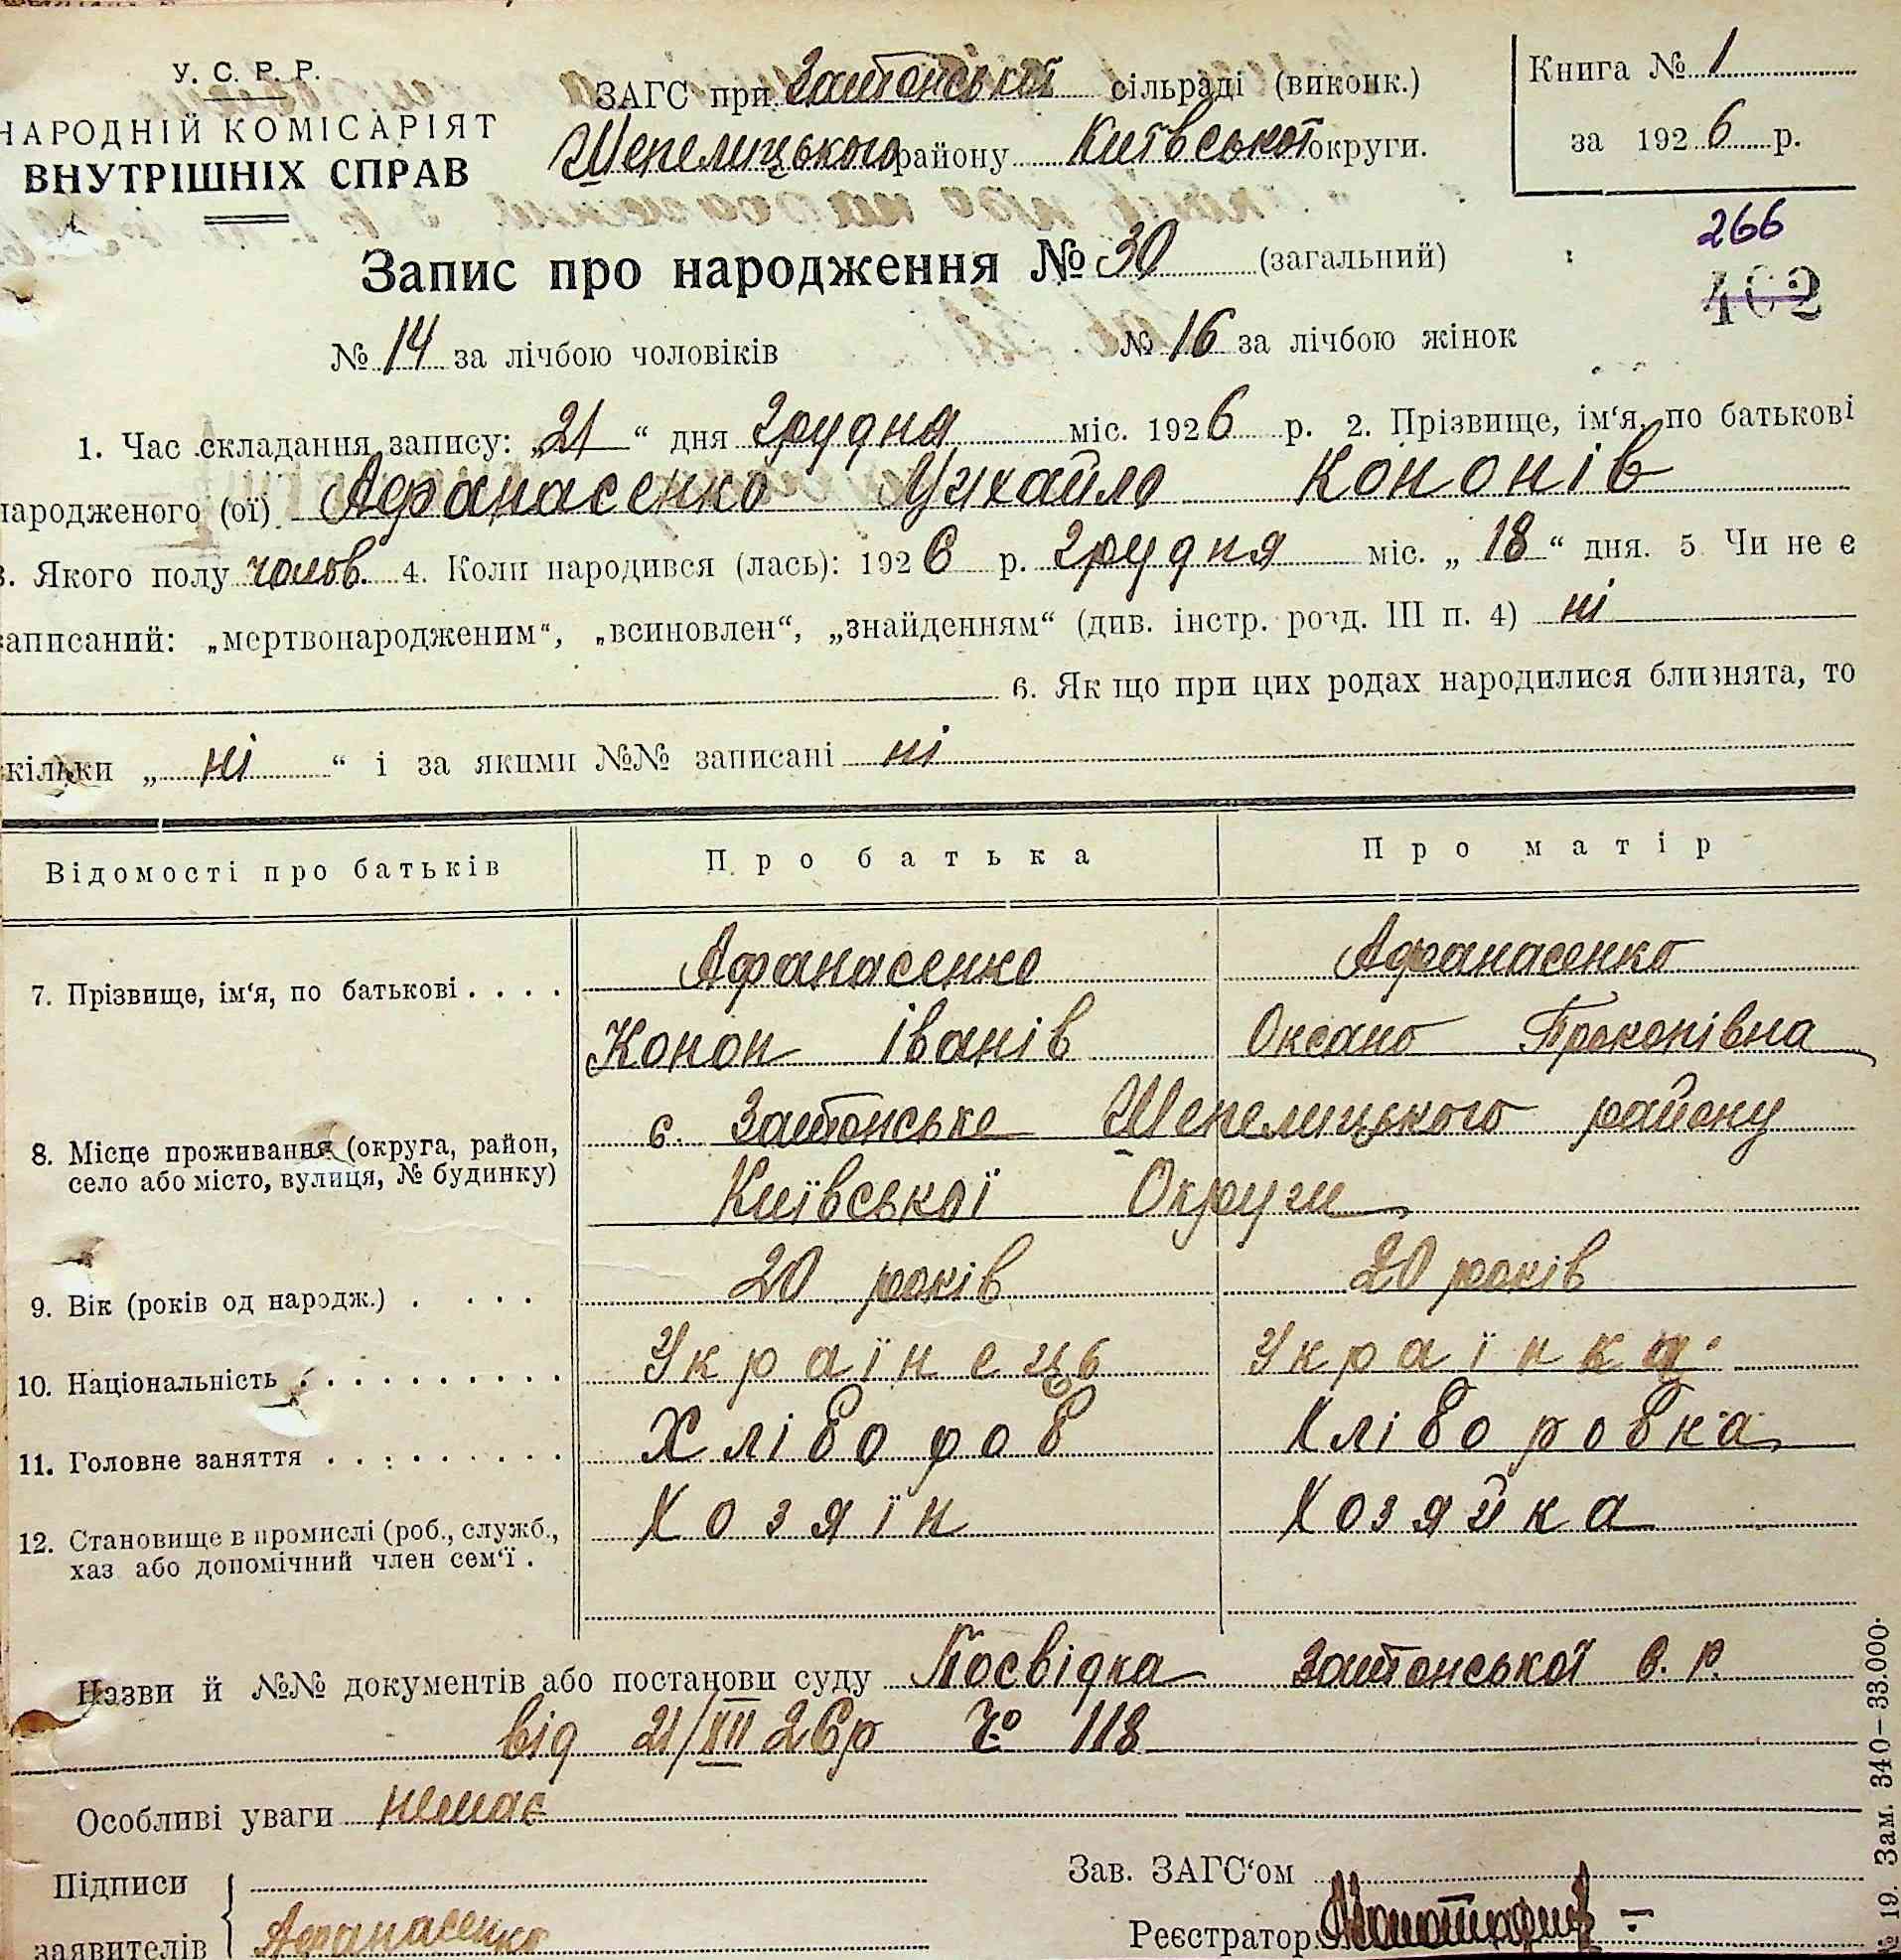 У. С. Р. Р.
НАРОДНІЙ КОМІСАРІЯТ
ВНУТРІШНІХ СПРАВ
ЗАГС при Заттонської сільраді (виконк.)
Шепелицького району Київської округи.
Книга № 1
за 1926 р.
266
402
Запис про народження № 30 (загальний)
№ 14 за лічбою чоловіків № 16 за лічбою жінок
1. Час складання запису: „21“ дня Грудня міс. 1926 р. 2. Прізвище, ім‘я, по батькові
народженого (ої) Афанасенко Михайло Кононів
3. Якого полу чолов. 4. Коли народився (лась): 1926 р. Грудня міс. „18“ дня. 5 Чи не є
записаний: „мертвонародженим“, „всиновлен“, „знайденням“ (див. інстр. розд. III п. 4) ні
6. Якщо при цих родах народилися близнята, то
кільки „ні“ і за якими №№ записані ні
Відомості про батьків Про батька Про матір
7. Прізвище, ім‘я, по батькові . . . . Афанасенко Афанасенко
Конон Іванів Оксана Прокопівна
8. Місце проживання (округа, район, село або місто, вулиця, № будинку) с. Заттонське Шепелицького району
Київської Округи
9. Вік (років од народж.) . . . . 20 років 20 років
10. Національність . . . . . . . . . . Українець Українка
11. Головне заняття . . . . . . . . . Хлібороб Хліборобка
12. Становище в промислі (роб., служб., хаз або допомічний член сем‘ї . Хозяїн Хозяйка
Назви й №№ документів або постанови суду Посвідка Заттонської с. р.
від 21/XII 26р № 118
Особливі уваги немає
Підписи
заявителів Афанасенко
Зав. ЗАГС‘ом
Реєстратор:
19. Зам. 340—33.000.